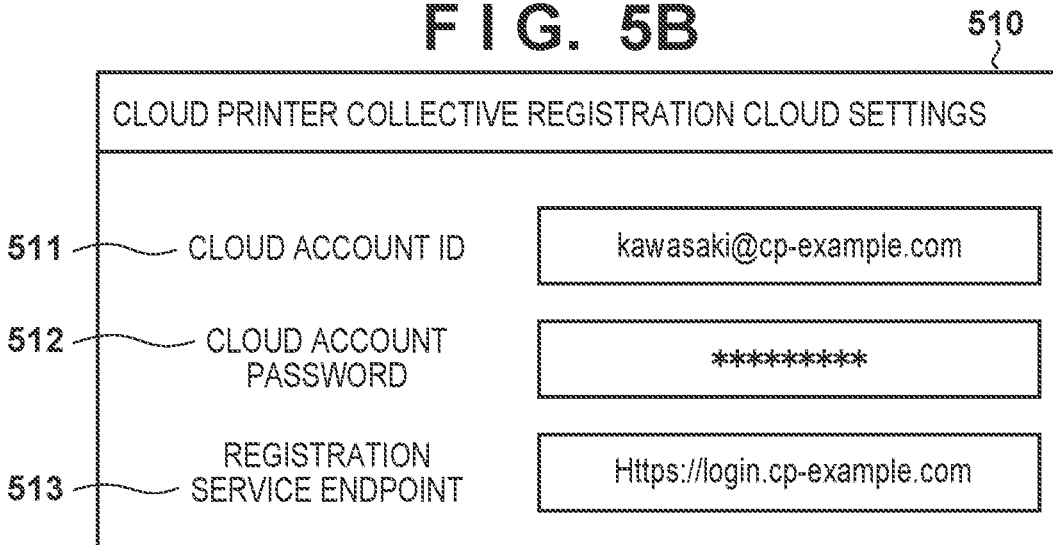 FIG. 5B
510
CLOUD PRINTER COLLECTIVE REGISTRATION CLOUD SETTINGS
511 CLOUD ACCOUNT ID kawasaki@cp-example.com
512 CLOUD ACCOUNT
PASSWORD *********
REGISTRATION
513 SERVICE ENDPOINT Https://login.cp-example.com